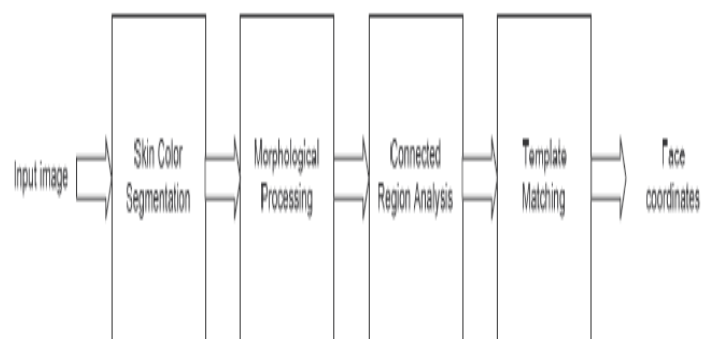 Input image
Skin Color
Segmentation
Morphological
Processing
Connected
Region Analysis
Template
Matching
Face
coordinates